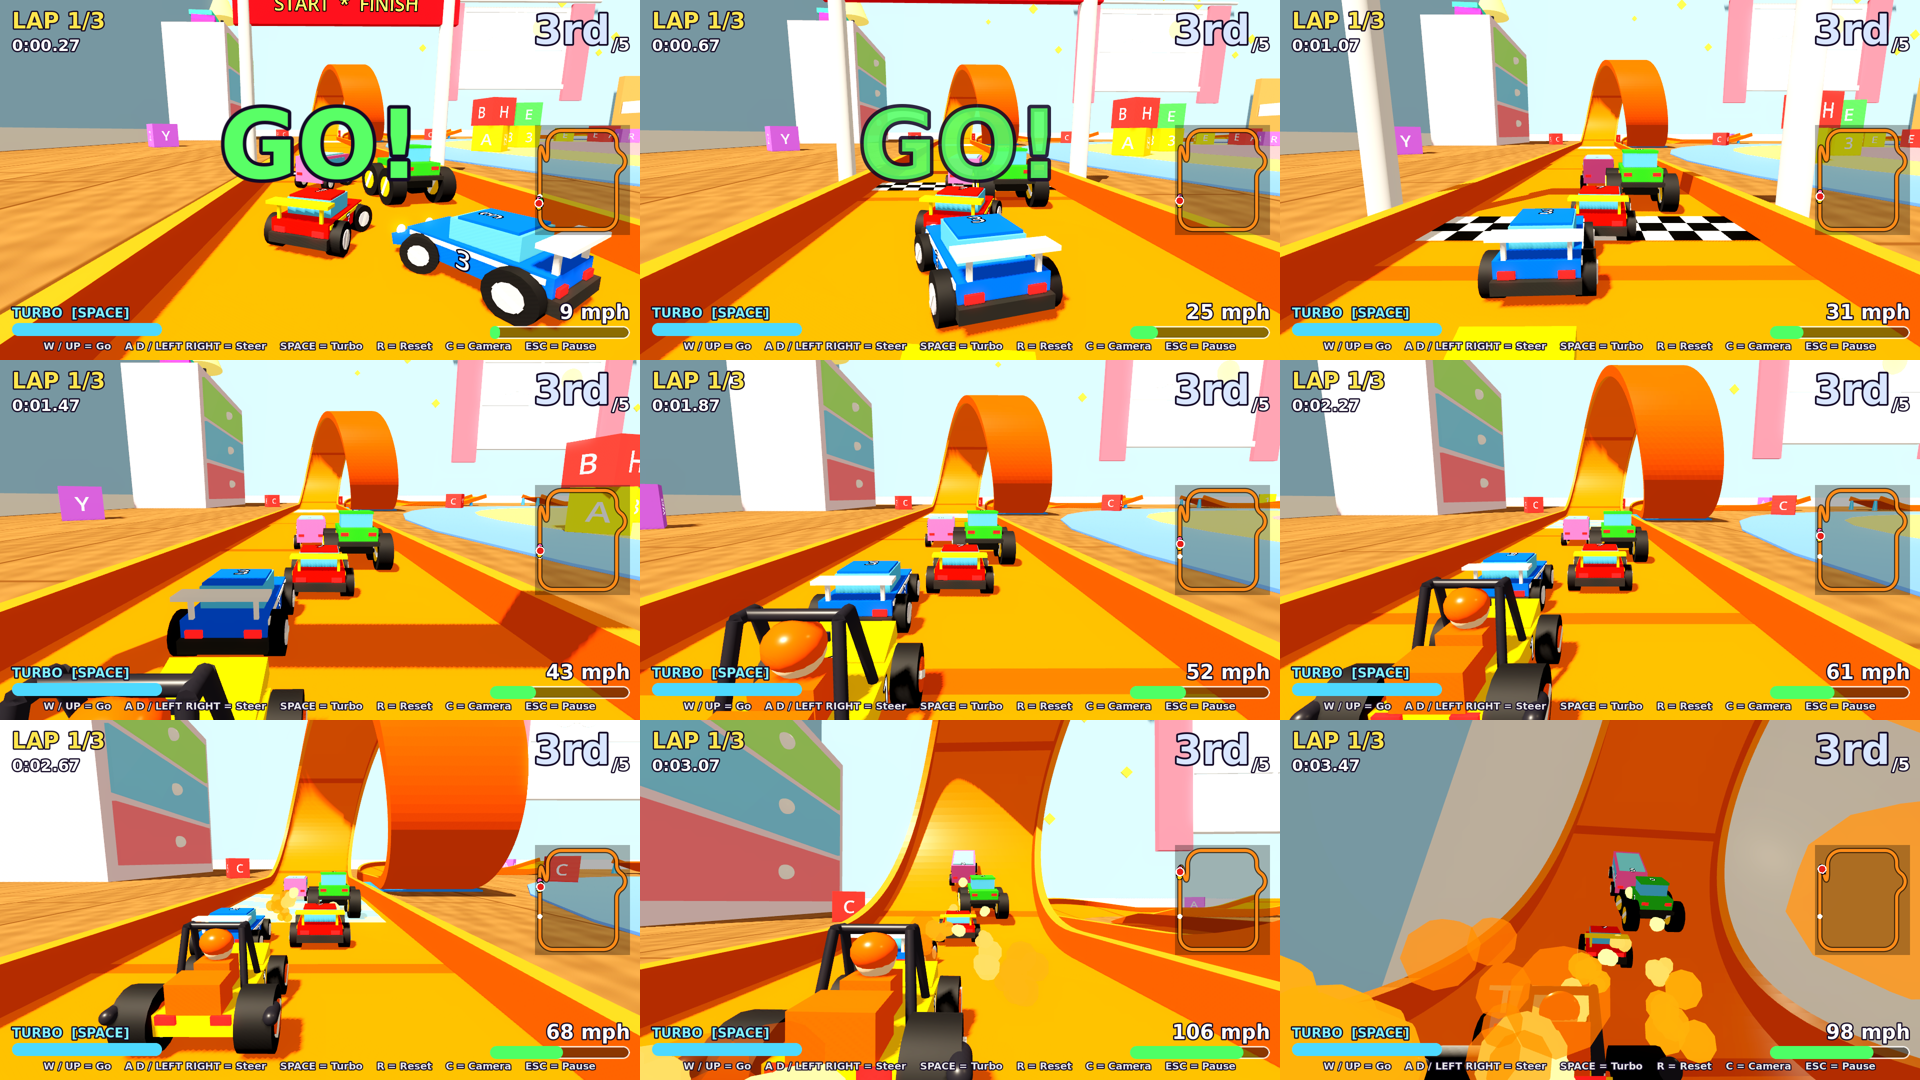 START * FINISH
LAP 1/3
0:00.27
3rd/5
GO!
Y
B H E
A 3
C
3
3
TURBO [SPACE]
9 mph
W / UP = Go A D / LEFT RIGHT = Steer SPACE = Turbo R = Reset C = Camera ESC = Pause
LAP 1/3
0:00.67
3rd/5
GO!
Y
B H E
A 3
E
3
TURBO [SPACE]
25 mph
W / UP = Go A D / LEFT RIGHT = Steer SPACE = Turbo R = Reset C = Camera ESC = Pause
LAP 1/3
0:01.07
3rd/5
H E
3
Y
C
C
E
TURBO [SPACE]
31 mph
W / UP = Go A D / LEFT RIGHT = Steer SPACE = Turbo R = Reset C = Camera ESC = Pause
LAP 1/3
0:01.47
3rd/5
B H
Y
C
C
A
3
TURBO [SPACE]
43 mph
W / UP = Go A D / LEFT RIGHT = Steer SPACE = Turbo R = Reset C = Camera ESC = Pause
LAP 1/3
0:01.87
3rd/5
C
C
TURBO [SPACE]
52 mph
W / UP = Go A D / LEFT RIGHT = Steer SPACE = Turbo R = Reset C = Camera ESC = Pause
LAP 1/3
0:02.27
3rd/5
C
C
TURBO [SPACE]
61 mph
W / UP = Go A D / LEFT RIGHT = Steer SPACE = Turbo R = Reset C = Camera ESC = Pause
LAP 1/3
0:02.67
3rd/5
C
C
TURBO [SPACE]
68 mph
W / UP = Go A D / LEFT RIGHT = Steer SPACE = Turbo R = Reset C = Camera ESC = Pause
LAP 1/3
0:03.07
3rd/5
C
A
TURBO [SPACE]
106 mph
W / UP = Go A D / LEFT RIGHT = Steer SPACE = Turbo R = Reset C = Camera ESC = Pause
LAP 1/3
0:03.47
3rd/5
TURBO [SPACE]
98 mph
W / UP = Go A D / LEFT RIGHT = Steer SPACE = Turbo R = Reset C = Camera ESC = Pause